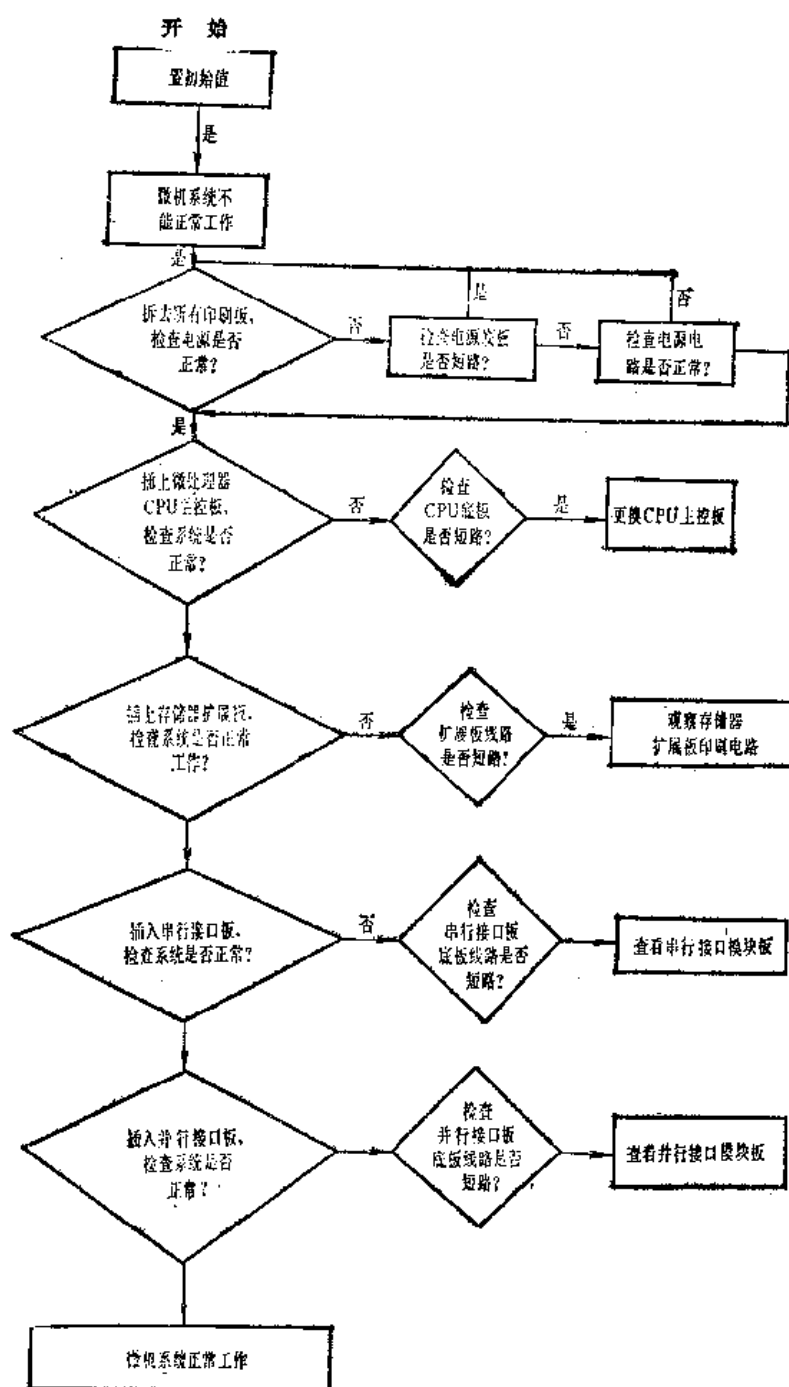 开 始
置初始值
是
微机系统不
能正常工作
是
拆去所有印刷板,
检查电源是否
正常?
否
是
检查电源底板
是否短路?
否
否
检查电源电
路是否正常?
是
插上微处理器
CPU主控板,
检查系统是否
正常?
否
检查
CPU底板
是否短路?
是
更换CPU主控板
插上存储器扩展板,
检查系统是否正常
工作?
否
检查
扩展板线路
是否短路?
是
观察存储器
扩展板印刷电路
插入串行接口板,
检查系统是否正常?
否
检查
串行接口板
底板线路是否
短路?
查看串行接口模块板
插入并行接口板,
检查系统是否
正常?
检查
并行接口板
底板线路是否
短路?
查看并行接口模块板
微机系统正常工作